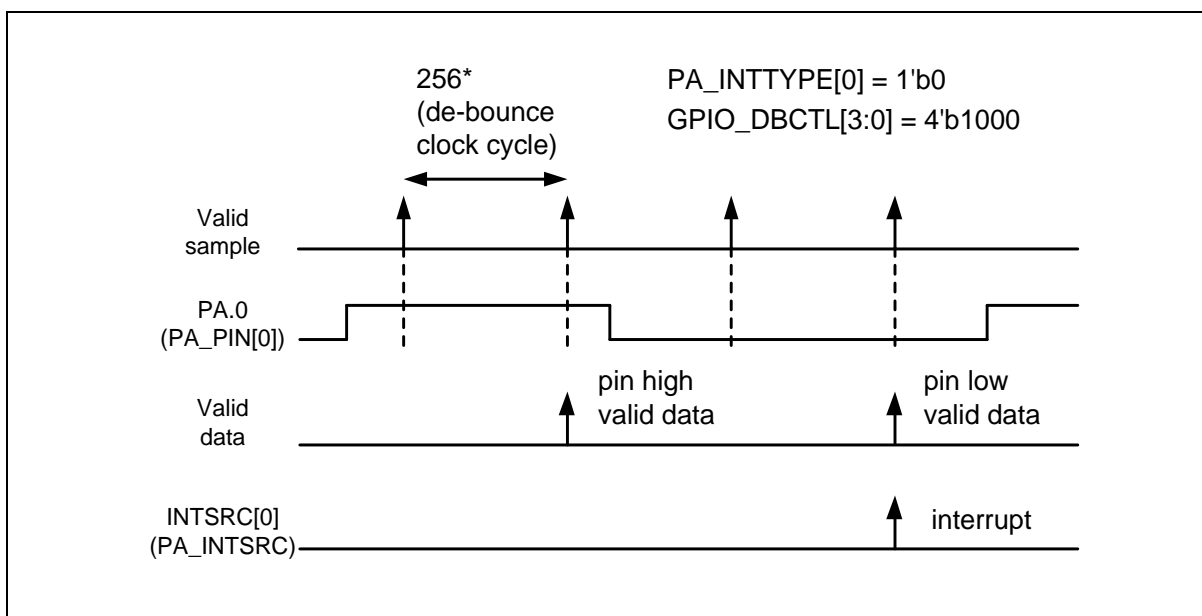 256*
(de-bounce
clock cycle)
PA_INTTYPE[0] = 1'b0
GPIO_DBCTL[3:0] = 4'b1000
Valid
sample
PA.0
(PA_PIN[0])
pin high
valid data
pin low
valid data
Valid
data
INTSRC[0]
(PA_INTSRC)
interrupt